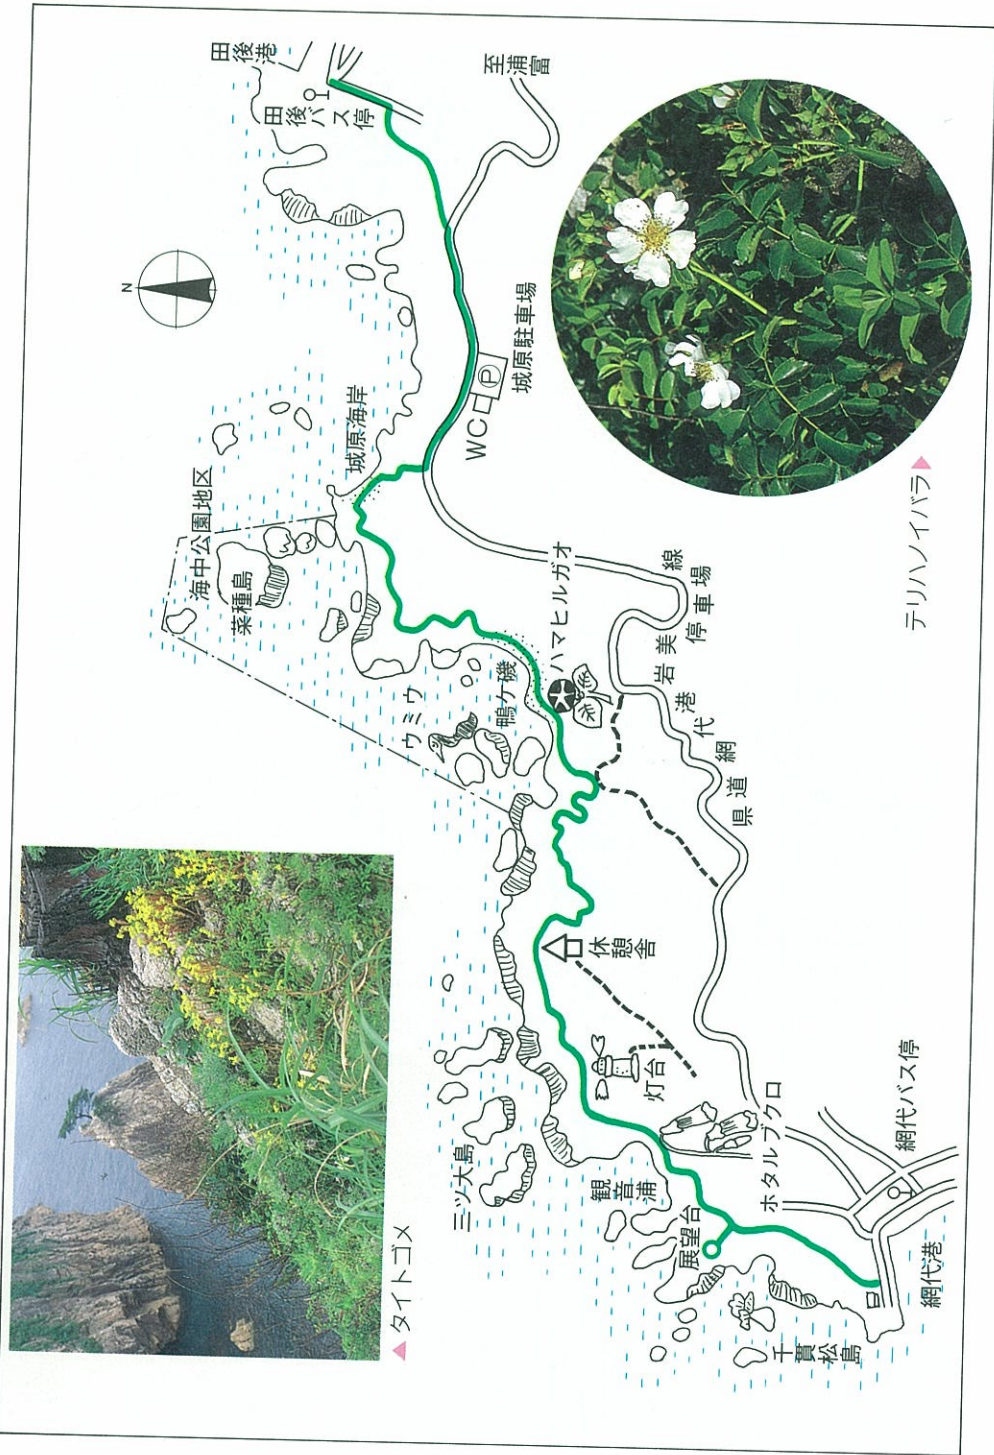 田後港
田後バス停
至浦富
N
城原駐車場
P
WC
城原海岸
海中公園地区
菜種島
テリハノイバラ
ハマヒルガオ
ウミウ
鴨ケ磯
県道網代港岩美停車場線
休憩舎
灯台
三ツ大島
観音浦
展望台
ホタルブクロ
網代バス停
網代港
千貫松島
タイトゴメ